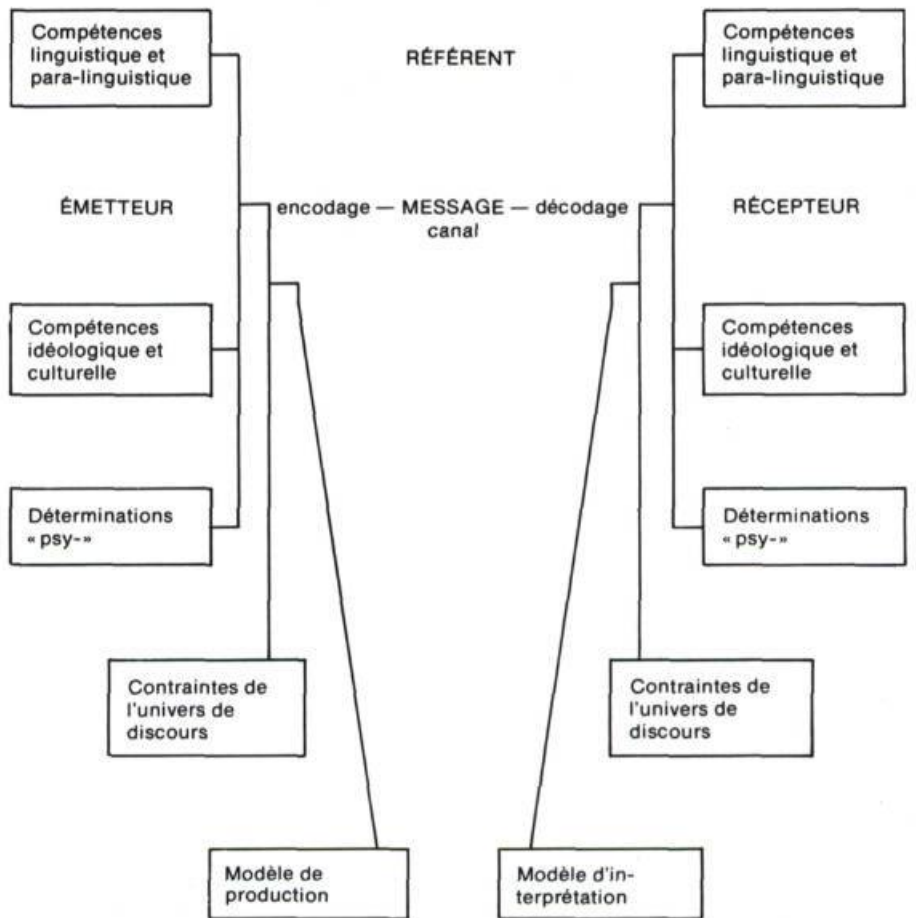 Compétences
linguistique et
para-linguistique
RÉFÉRENT
Compétences
linguistique et
para-linguistique
ÉMETTEUR
encodage — MESSAGE — décodage
canal
RÉCEPTEUR
Compétences
idéologique et
culturelle
Compétences
idéologique et
culturelle
Déterminations
« psy-»
Déterminations
« psy-»
Contraintes de
l'univers de
discours
Contraintes de
l'univers de
discours
Modèle de
production
Modèle d'in-
terprétation